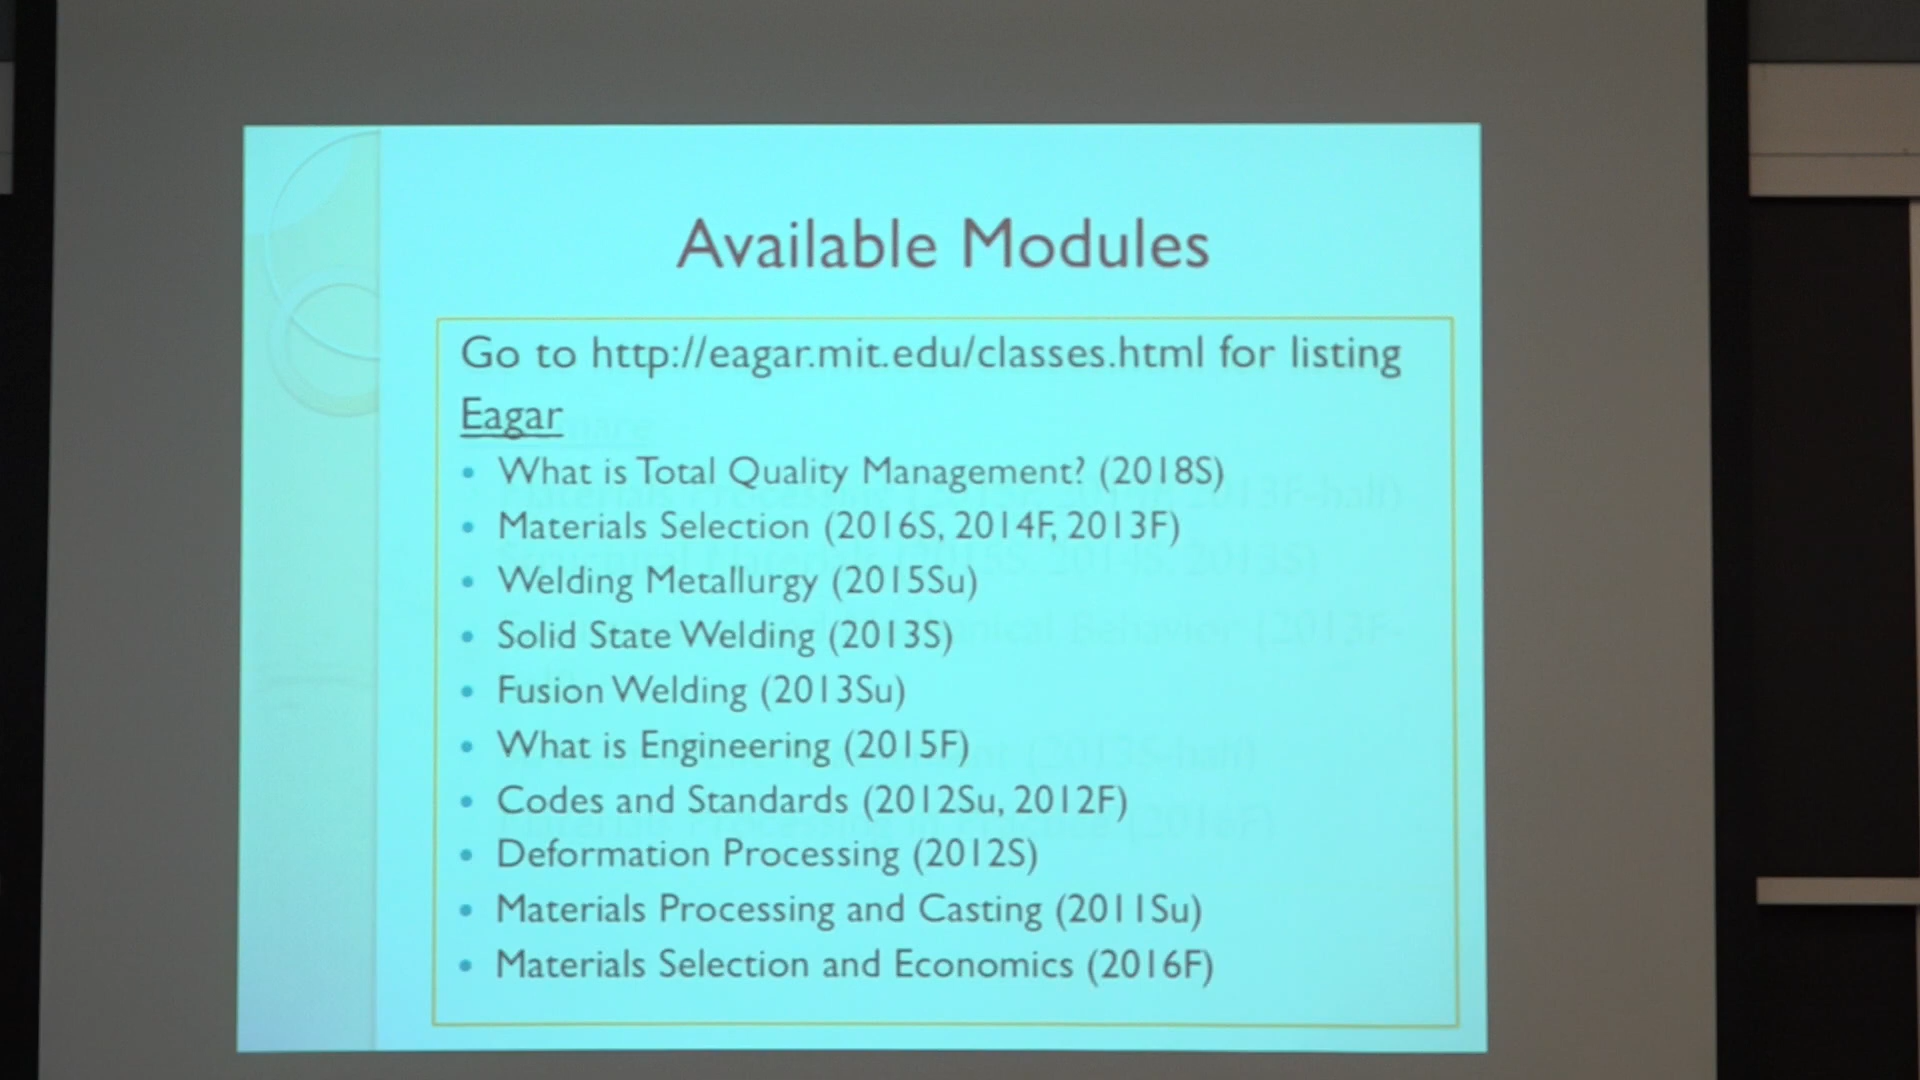 Available Modules
Go to http://eagar.mit.edu/classes.html for listing
Eagar
• What is Total Quality Management? (2018S)
• Materials Selection (2016S, 2014F, 2013F)
• Welding Metallurgy (2015Su)
• Solid State Welding (2013S)
• Fusion Welding (2013Su)
• What is Engineering (2015F)
• Codes and Standards (2012Su, 2012F)
• Deformation Processing (2012S)
• Materials Processing and Casting (2011Su)
• Materials Selection and Economics (2016F)